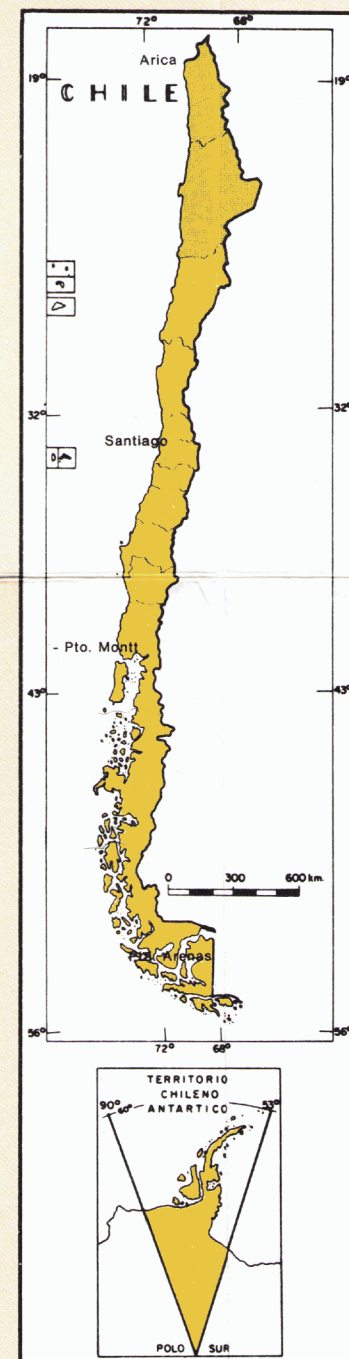 72° 68°
Arica
19° 19°
CHILE
32° 32°
Santiago
- Pto. Montt
43° 43°
0 300 600 km.
Pta. Arenas
56° 56°
72° 68°
TERRITORIO
CHILENO
ANTARTICO
90° 60° 53°
POLO SUR